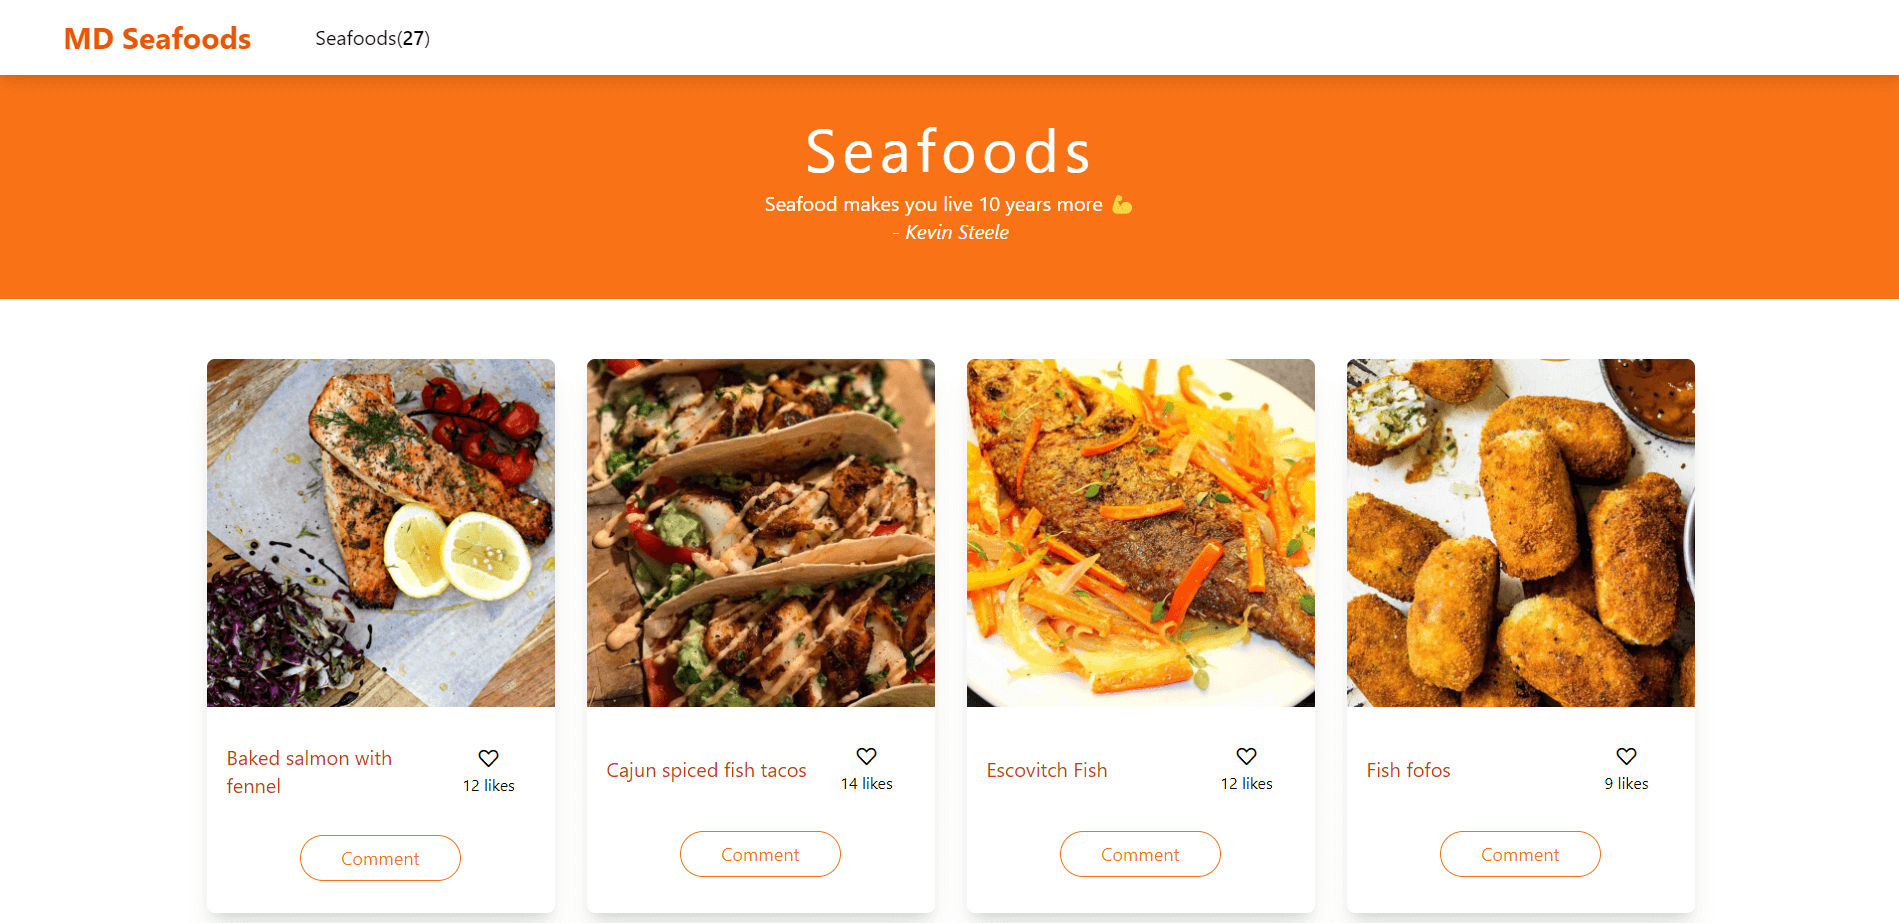 MD Seafoods
Seafoods(27)
Seafoods
Seafood makes you live 10 years more 💪
- Kevin Steele
Baked salmon with
fennel
12 likes
Comment
Cajun spiced fish tacos
14 likes
Comment
Escovitch Fish
12 likes
Comment
Fish fofos
9 likes
Comment